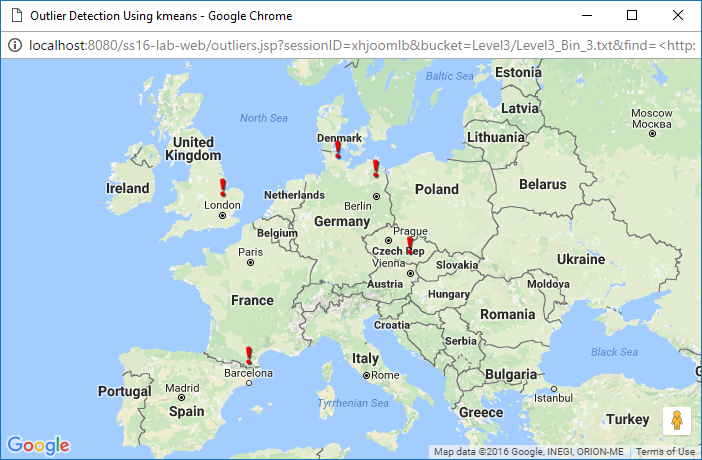 Outlier Detection Using kmeans - Google Chrome
localhost:8080/ss16-lab-web/outliers.jsp?sessionID=xhjoomlb&bucket=Level3/Level3_Bin_3.txt&find=<http:
Baltic Sea
Estonia
Latvia
Moscow
Москва
North Sea
Denmark
Lithuania
United
Kingdom
Ireland
Belarus
Netherlands
Poland
London
Berlin
Germany
Belgium
Prague
Paris
Czech Rep
Vienna
Slovakia
Ukraine
Austria
Moldova
France
Hungary
Romania
Croatia
Serbia
Black Sea
Italy
Barcelona
Rome
Bulgaria
Portugal
Madrid
Istanbul
Spain
Tyrrhenian Sea
Greece
Turkey
G
Google
Map data ©2016 Google, INEGI, ORION-ME
Terms of Use